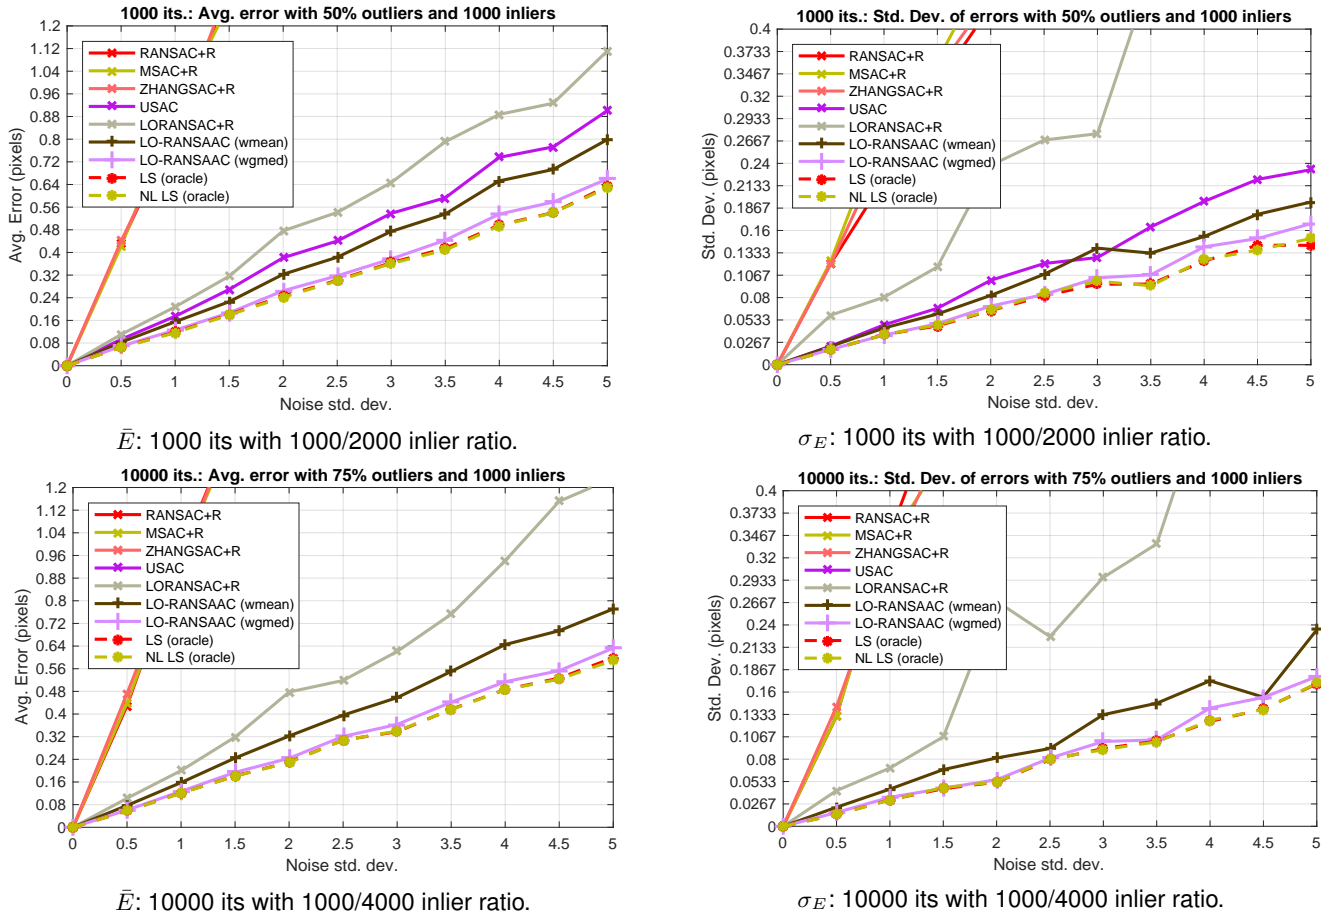 1000 its.: Avg. error with 50% outliers and 1000 inliers
1.2
1.12
1.04
0.96
0.88
0.8
0.72
0.64
0.56
0.48
0.4
0.32
0.24
0.16
0.08
0
Avg. Error (pixels)
RANSAC+R
MSAC+R
ZHANGSAC+R
USAC
LORANSAC+R
LO-RANSAAC (wmean)
LO-RANSAAC (wgmed)
LS (oracle)
NL LS (oracle)
0 0.5 1 1.5 2 2.5 3 3.5 4 4.5 5
Noise std. dev.
Ē: 1000 its with 1000/2000 inlier ratio.
1000 its.: Std. Dev. of errors with 50% outliers and 1000 inliers
0.4
0.3733
0.3467
0.32
0.2933
0.2667
0.24
0.2133
0.1867
0.16
0.1333
0.1067
0.08
0.0533
0.0267
0
Std. Dev. (pixels)
RANSAC+R
MSAC+R
ZHANGSAC+R
USAC
LORANSAC+R
LO-RANSAAC (wmean)
LO-RANSAAC (wgmed)
LS (oracle)
NL LS (oracle)
0 0.5 1 1.5 2 2.5 3 3.5 4 4.5 5
Noise std. dev.
σE: 1000 its with 1000/2000 inlier ratio.
10000 its.: Avg. error with 75% outliers and 1000 inliers
1.2
1.12
1.04
0.96
0.88
0.8
0.72
0.64
0.56
0.48
0.4
0.32
0.24
0.16
0.08
0
Avg. Error (pixels)
RANSAC+R
MSAC+R
ZHANGSAC+R
USAC
LORANSAC+R
LO-RANSAAC (wmean)
LO-RANSAAC (wgmed)
LS (oracle)
NL LS (oracle)
0 0.5 1 1.5 2 2.5 3 3.5 4 4.5 5
Noise std. dev.
Ē: 10000 its with 1000/4000 inlier ratio.
10000 its.: Std. Dev. of errors with 75% outliers and 1000 inliers
0.4
0.3733
0.3467
0.32
0.2933
0.2667
0.24
0.2133
0.1867
0.16
0.1333
0.1067
0.08
0.0533
0.0267
0
Std. Dev. (pixels)
RANSAC+R
MSAC+R
ZHANGSAC+R
USAC
LORANSAC+R
LO-RANSAAC (wmean)
LO-RANSAAC (wgmed)
LS (oracle)
NL LS (oracle)
0 0.5 1 1.5 2 2.5 3 3.5 4 4.5 5
Noise std. dev.
σE: 10000 its with 1000/4000 inlier ratio.